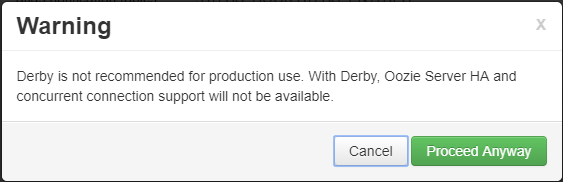 Warning
x
Derby is not recommended for production use. With Derby, Oozie Server HA and
concurrent connection support will not be available.
Cancel
Proceed Anyway